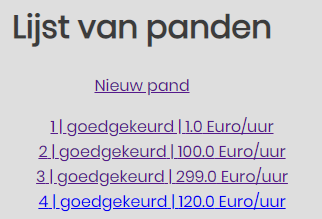 Lijst van panden
Nieuw pand
1 | goedgekeurd | 1.0 Euro/uur
2 | goedgekeurd | 100.0 Euro/uur
3 | goedgekeurd | 299.0 Euro/uur
4 | goedgekeurd | 120.0 Euro/uur